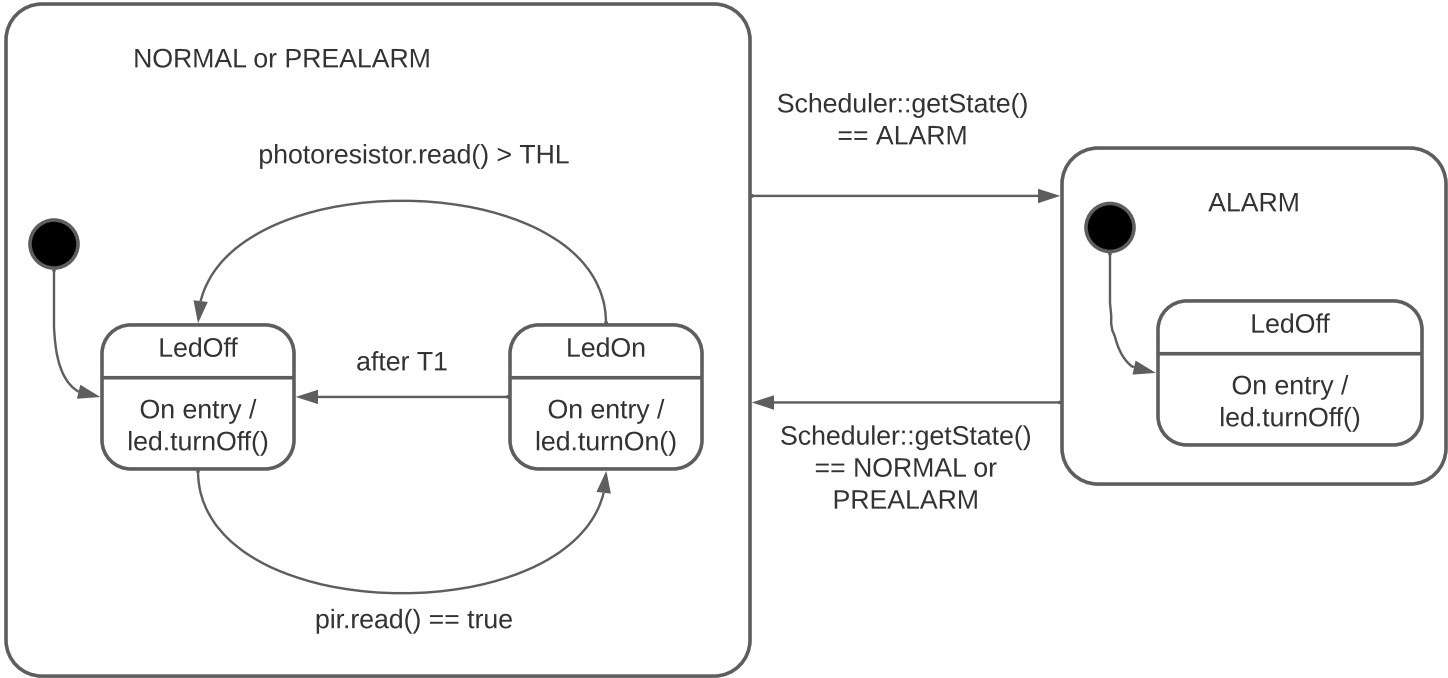 NORMAL or PREALARM
photoresistor.read() > THL
LedOff
On entry /
led.turnOff()
after T1
LedOn
On entry /
led.turnOn()
pir.read() == true
Scheduler::getState()
== ALARM
Scheduler::getState()
== NORMAL or
PREALARM
ALARM
LedOff
On entry /
led.turnOff()